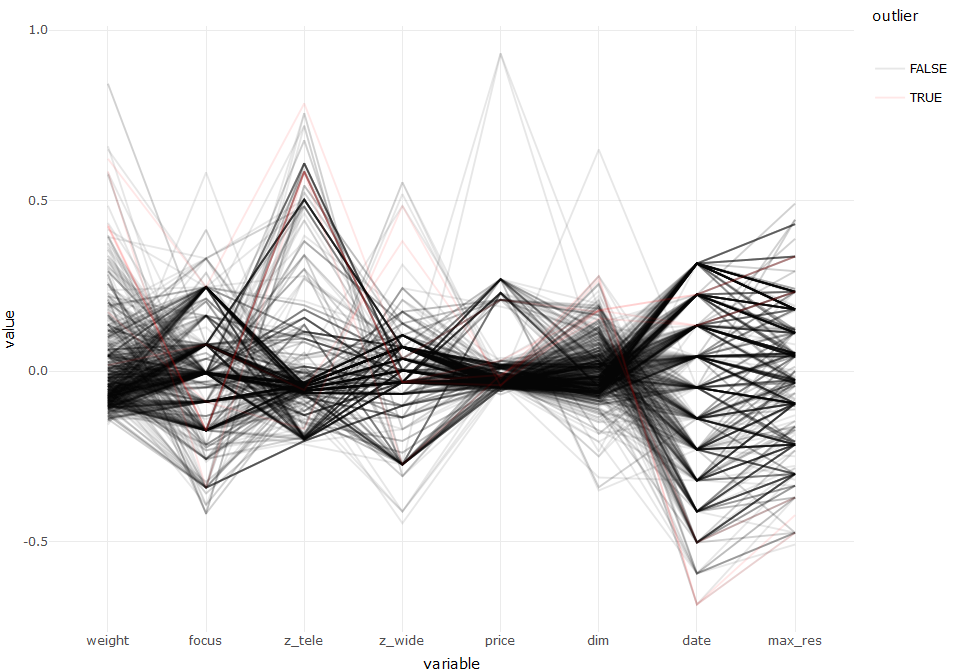 outlier
FALSE
TRUE
1.0
0.5
0.0
-0.5
value
weight focus z_tele z_wide price dim date max_res
variable